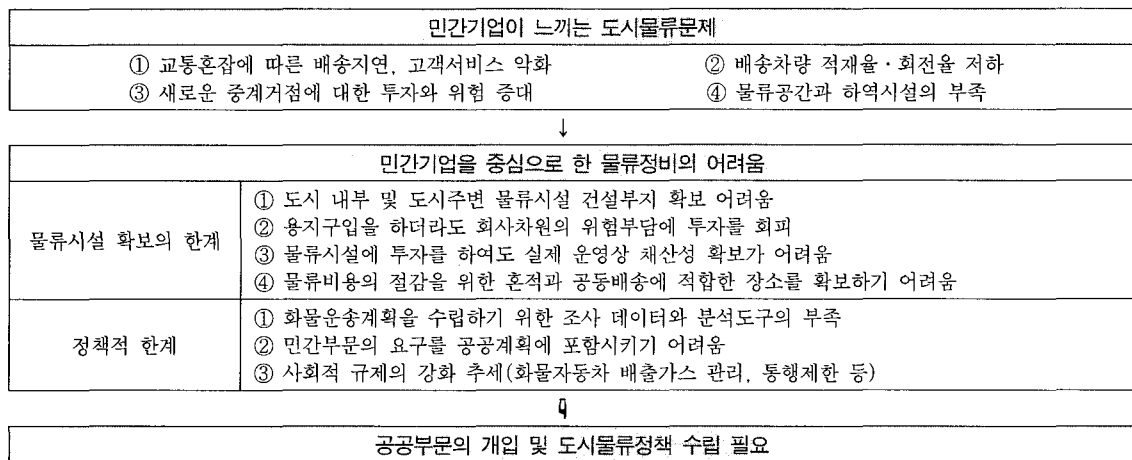 민간기업이 느끼는 도시물류문제
① 교통혼잡에 따른 배송지연, 고객서비스 악화 ② 배송차량 적재율·회전율 저하
③ 새로운 중계거점에 대한 투자와 위험 증대 ④ 물류공간과 하역시설의 부족
↓
민간기업을 중심으로 한 물류정비의 어려움
물류시설 확보의 한계
① 도시 내부 및 도시주변 물류시설 건설부지 확보 어려움
② 용지구입을 하더라도 회사차원의 위험부담에 투자를 회피
③ 물류시설에 투자를 하여도 실제 운영상 채산성 확보가 어려움
④ 물류비용의 절감을 위한 혼적과 공동배송에 적합한 장소를 확보하기 어려움
정책적 한계
① 화물운송계획을 수립하기 위한 조사 데이터와 분석도구의 부족
② 민간부문의 요구를 공공계획에 포함시키기 어려움
③ 사회적 규제의 강화 추세(화물자동차 배출가스 관리, 통행제한 등)
공공부문의 개입 및 도시물류정책 수립 필요